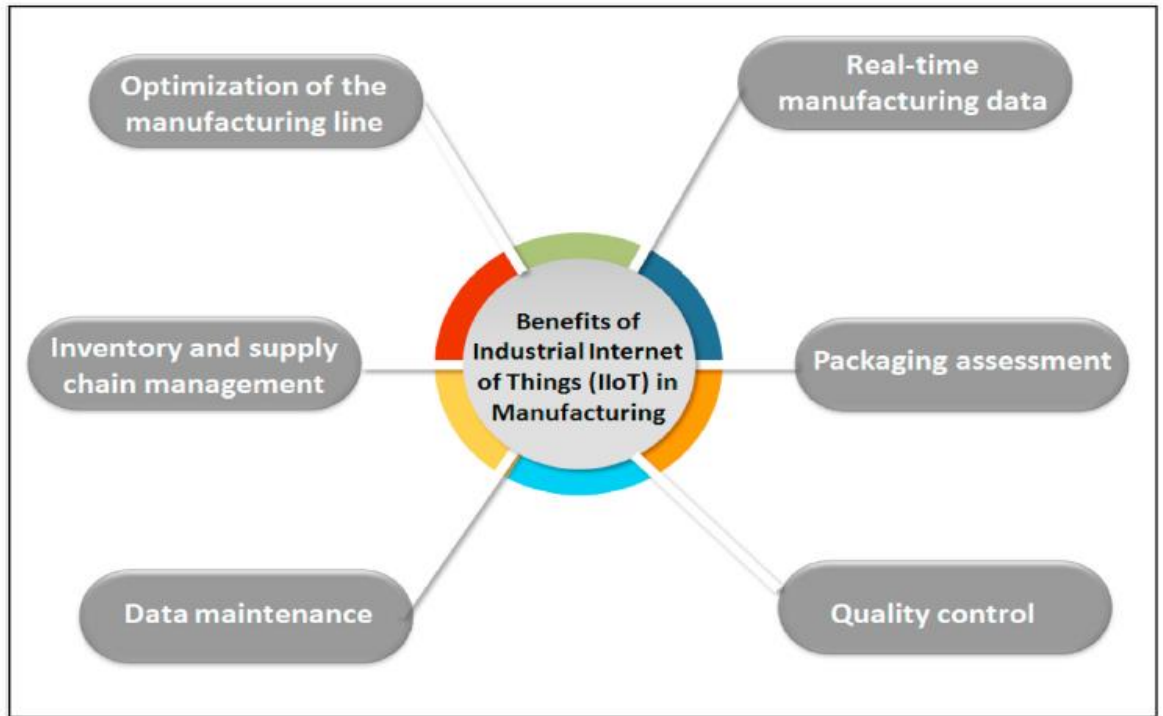 Optimization of the
manufacturing line
Real-time
manufacturing data
Inventory and supply
chain management
Benefits of
Industrial Internet
of Things (IIoT) in
Manufacturing
Packaging assessment
Data maintenance
Quality control